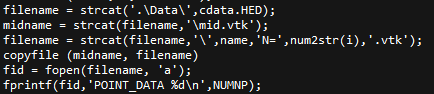 filename = strcat('.\Data\',cdata.HED);
midname = strcat(filename,'\mid.vtk');
filename = strcat(filename,'\',name,'N=',num2str(i),'.vtk');
copyfile (midname, filename)
fid = fopen(filename, 'a');
fprintf(fid,'POINT_DATA %d\n',NUMNP);